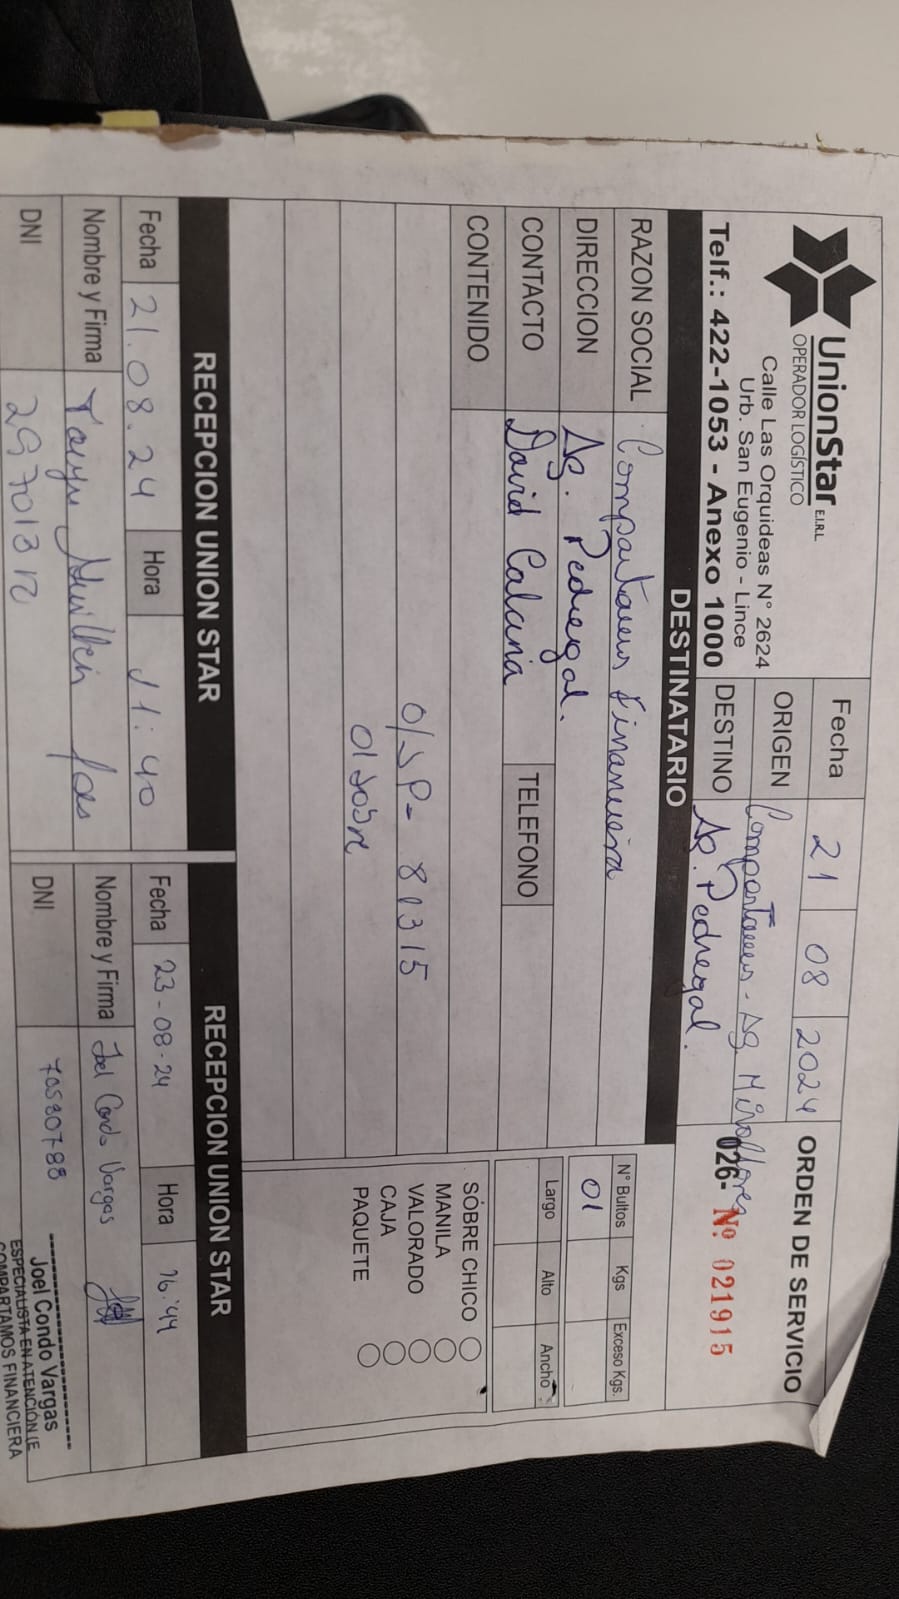 UnionStar E.I.R.L
OPERADOR LOGÍSTICO
Calle Las Orquideas N° 2624
Urb. San Eugenio - Lince
Telf.: 422-1053 - Anexo 1000
Fecha 21 08 2024
ORIGEN Compartamos - Ag. Miraflores
DESTINO Ag. Pedregal.
ORDEN DE SERVICIO
026- Nº 021915
DESTINATARIO
RAZON SOCIAL Compartamos Financiera
DIRECCION Ag. Pedregal.
CONTACTO David Calcina TELEFONO
CONTENIDO
81315
01 sobre
N° Bultos Kgs Exceso Kgs.
01
Largo Alto Ancho
SOBRE CHICO
MANILA
VALORADO
CAJA
PAQUETE
RECEPCION UNION STAR
Fecha 21.08.24 Hora 11:40
Nombre y Firma
DNI
RECEPCION UNION STAR
Fecha 23-08-24 Hora 16:44
Nombre y Firma Joel Condo Vargas
DNI 70580788
Joel Condo Vargas
ESPECIALISTA EN ATENCIÓN (E
COMPARTAMOS FINANCIERA